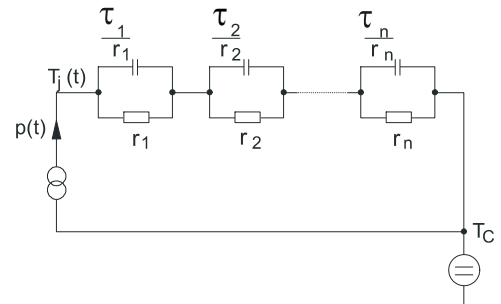 τ1 τ2 τn
r1 r2 rn
Tj (t)
p(t)
r1 r2 rn
TC